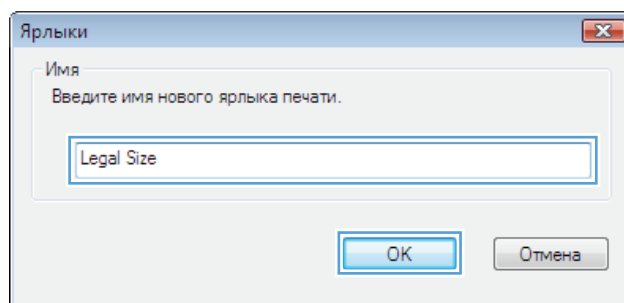 Ярлыки
Имя
Введите имя нового ярлыка печати.
Legal Size
OK
Отмена